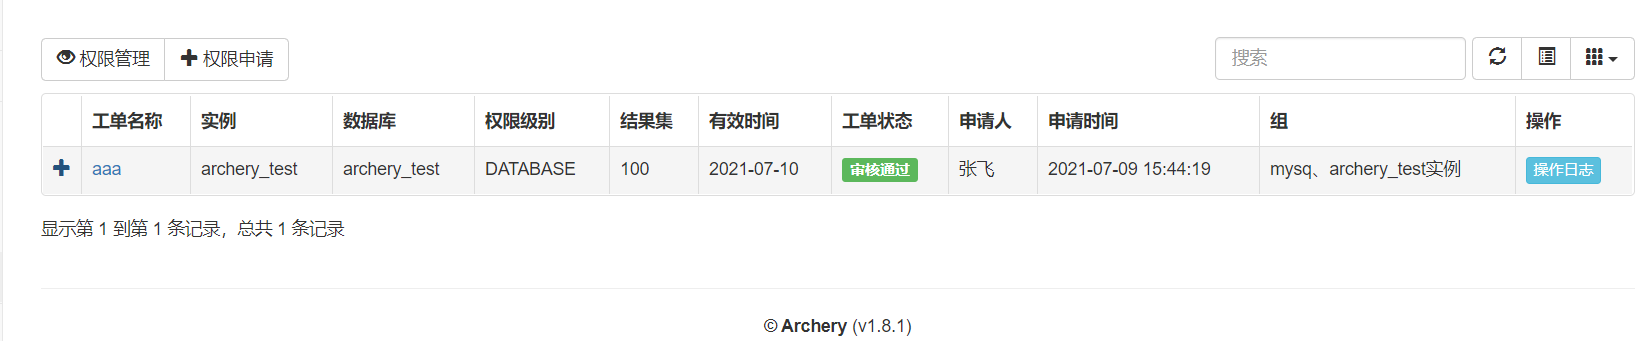 权限管理 权限申请 搜索
工单名称 实例 数据库 权限级别 结果集 有效时间 工单状态 申请人 申请时间 组 操作
aaa archery_test archery_test DATABASE 100 2021-07-10 审核通过 张飞 2021-07-09 15:44:19 mysq、archery_test实例 操作日志
显示第 1 到第 1 条记录，总共 1 条记录
© Archery (v1.8.1)